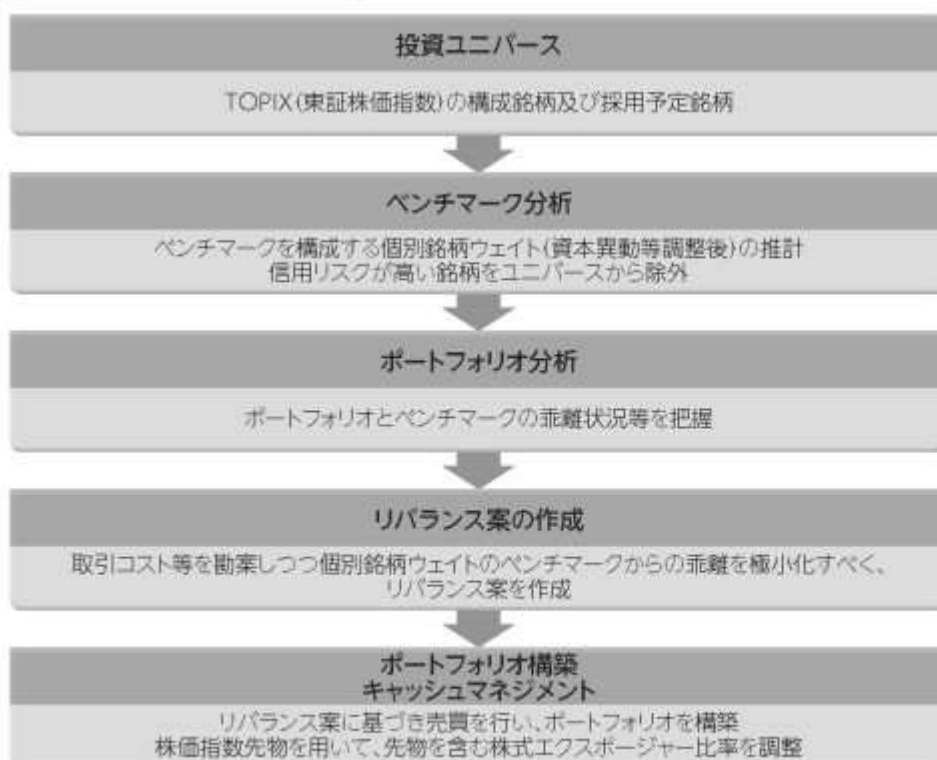 投資ユニバース
TOPIX(東証株価指数)の構成銘柄及び採用予定銘柄
ベンチマーク分析
ベンチマークを構成する個別銘柄ウェイト(資本異動等調整後)の推計
信用リスクが高い銘柄をユニバースから除外
ポートフォリオ分析
ポートフォリオとベンチマークの乖離状況等を把握
リバランス案の作成
取引コスト等を勘案しつつ個別銘柄ウェイトのベンチマークからの乖離を極小化すべく、
リバランス案を作成
ポートフォリオ構築
キャッシュマネジメント
リバランス案に基づき売買を行い、ポートフォリオを構築
株価指数先物を用いて、先物を含む株式エクスポージャー比率を調整